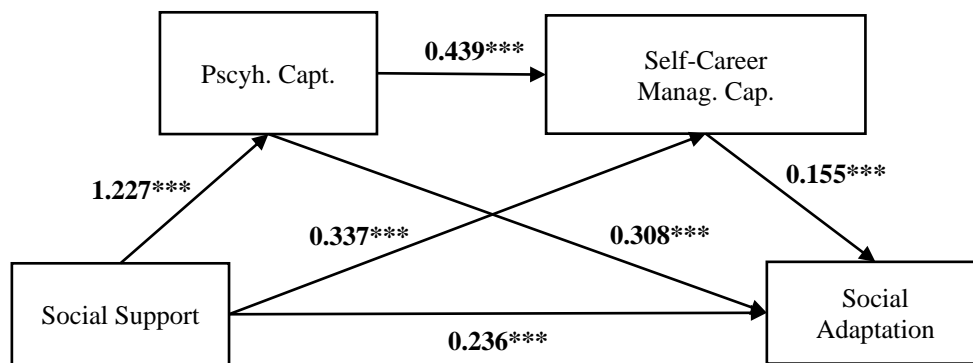 0.439***
Pscyh. Capt.
Self-Career
Manag. Cap.
1.227***
0.155***
0.337***
0.308***
Social Support
Social
Adaptation
0.236***